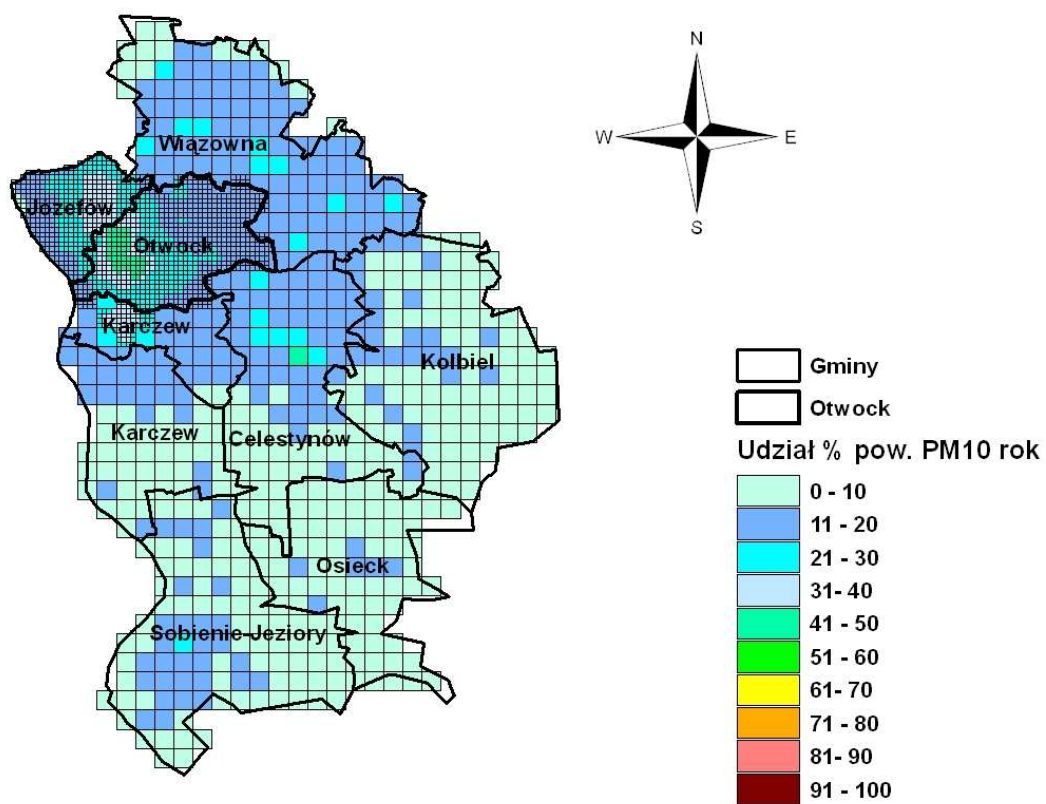 N
W
E
S
Wiązowna
Józefów
Otwock
Karczew
Kolbiel
Karczew
Celestynów
Osieck
Sobienie-Jeziory
Gminy
Otwock
Udział % pow. PM10 rok
0 - 10
11 - 20
21 - 30
31- 40
41 - 50
51 - 60
61- 70
71 - 80
81- 90
91 - 100